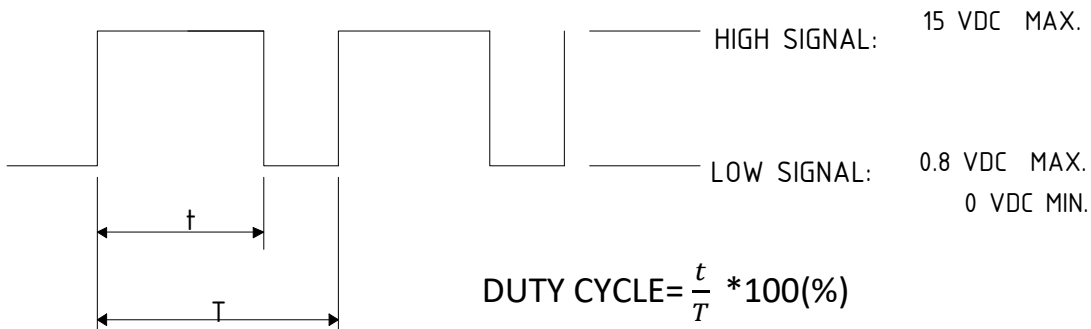 HIGH SIGNAL: 15 VDC MAX.
LOW SIGNAL: 0.8 VDC MAX.
0 VDC MIN.
t
T
DUTY CYCLE= t/T *100(%)